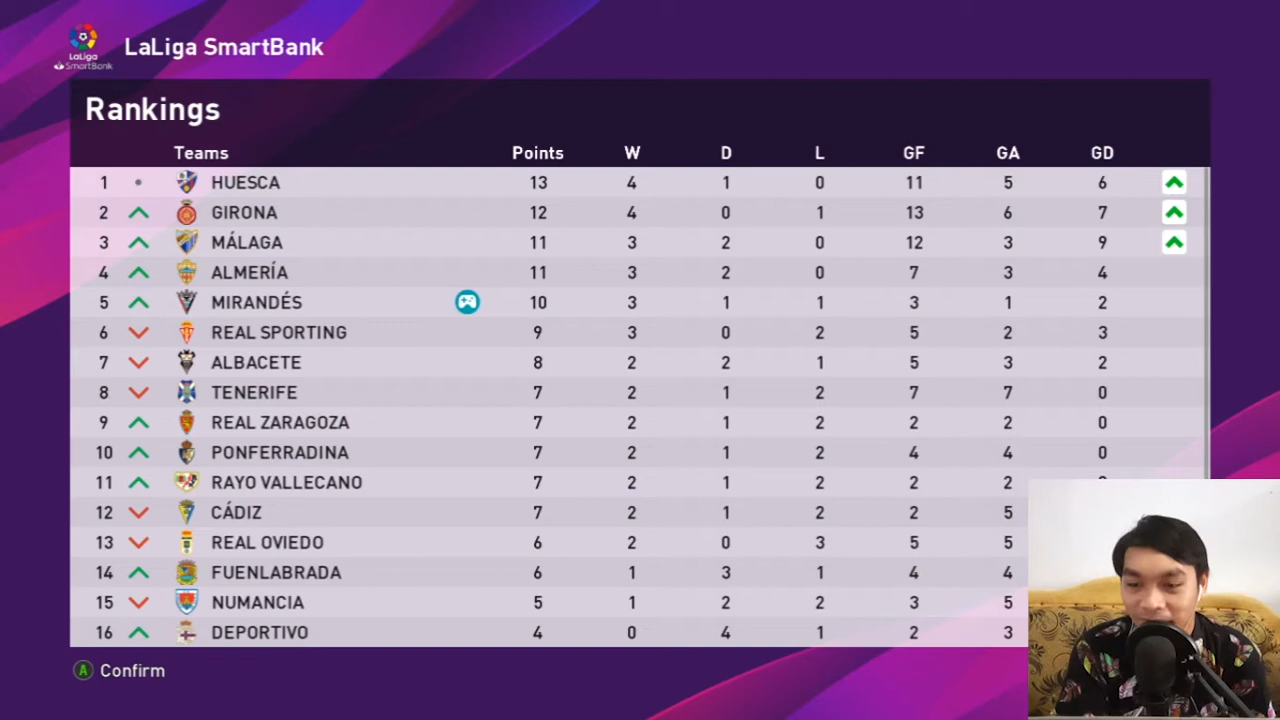 LaLiga SmartBank
LaLiga
SmartBank
Rankings
Teams Points W D L GF GA GD
1 HUESCA 13 4 1 0 11 5 6
2 GIRONA 12 4 0 1 13 6 7
3 MÁLAGA 11 3 2 0 12 3 9
4 ALMERÍA 11 3 2 0 7 3 4
5 MIRANDÉS 10 3 1 1 3 1 2
6 REAL SPORTING 9 3 0 2 5 2 3
7 ALBACETE 8 2 2 1 5 3 2
8 TENERIFE 7 2 1 2 7 7 0
9 REAL ZARAGOZA 7 2 1 2 2 2 0
10 PONFERRADINA 7 2 1 2 4 4 0
11 RAYO VALLECANO 7 2 1 2 2 2
12 CÁDIZ 7 2 1 2 2 5
13 REAL OVIEDO 6 2 0 3 5 5
14 FUENLABRADA 6 1 3 1 4 4
15 NUMANCIA 5 1 2 2 3 5
16 DEPORTIVO 4 0 4 1 2 3
A Confirm